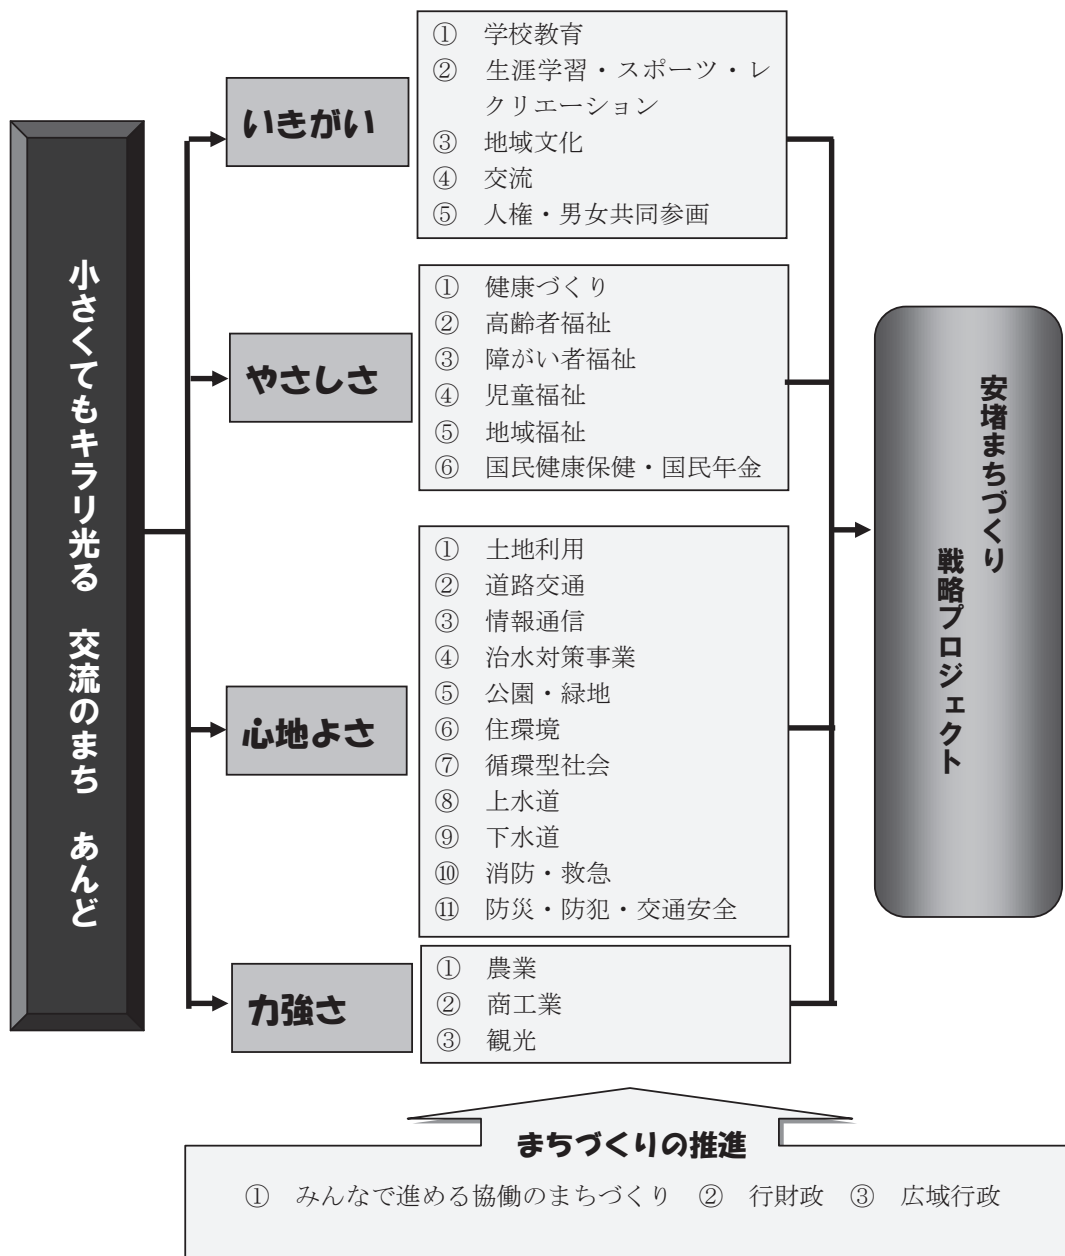 小さくてもキラリ光る　交流のまち　あんど
いきがい
① 学校教育
② 生涯学習・スポーツ・レ
クリエーション
③ 地域文化
④ 交流
⑤ 人権・男女共同参画
やさしさ
① 健康づくり
② 高齢者福祉
③ 障がい者福祉
④ 児童福祉
⑤ 地域福祉
⑥ 国民健康保健・国民年金
心地よさ
① 土地利用
② 道路交通
③ 情報通信
④ 治水対策事業
⑤ 公園・緑地
⑥ 住環境
⑦ 循環型社会
⑧ 上水道
⑨ 下水道
⑩ 消防・救急
⑪ 防災・防犯・交通安全
力強さ
① 農業
② 商工業
③ 観光
安堵まちづくり
戦略プロジェクト
まちづくりの推進
① みんなで進める協働のまちづくり ② 行財政 ③ 広域行政